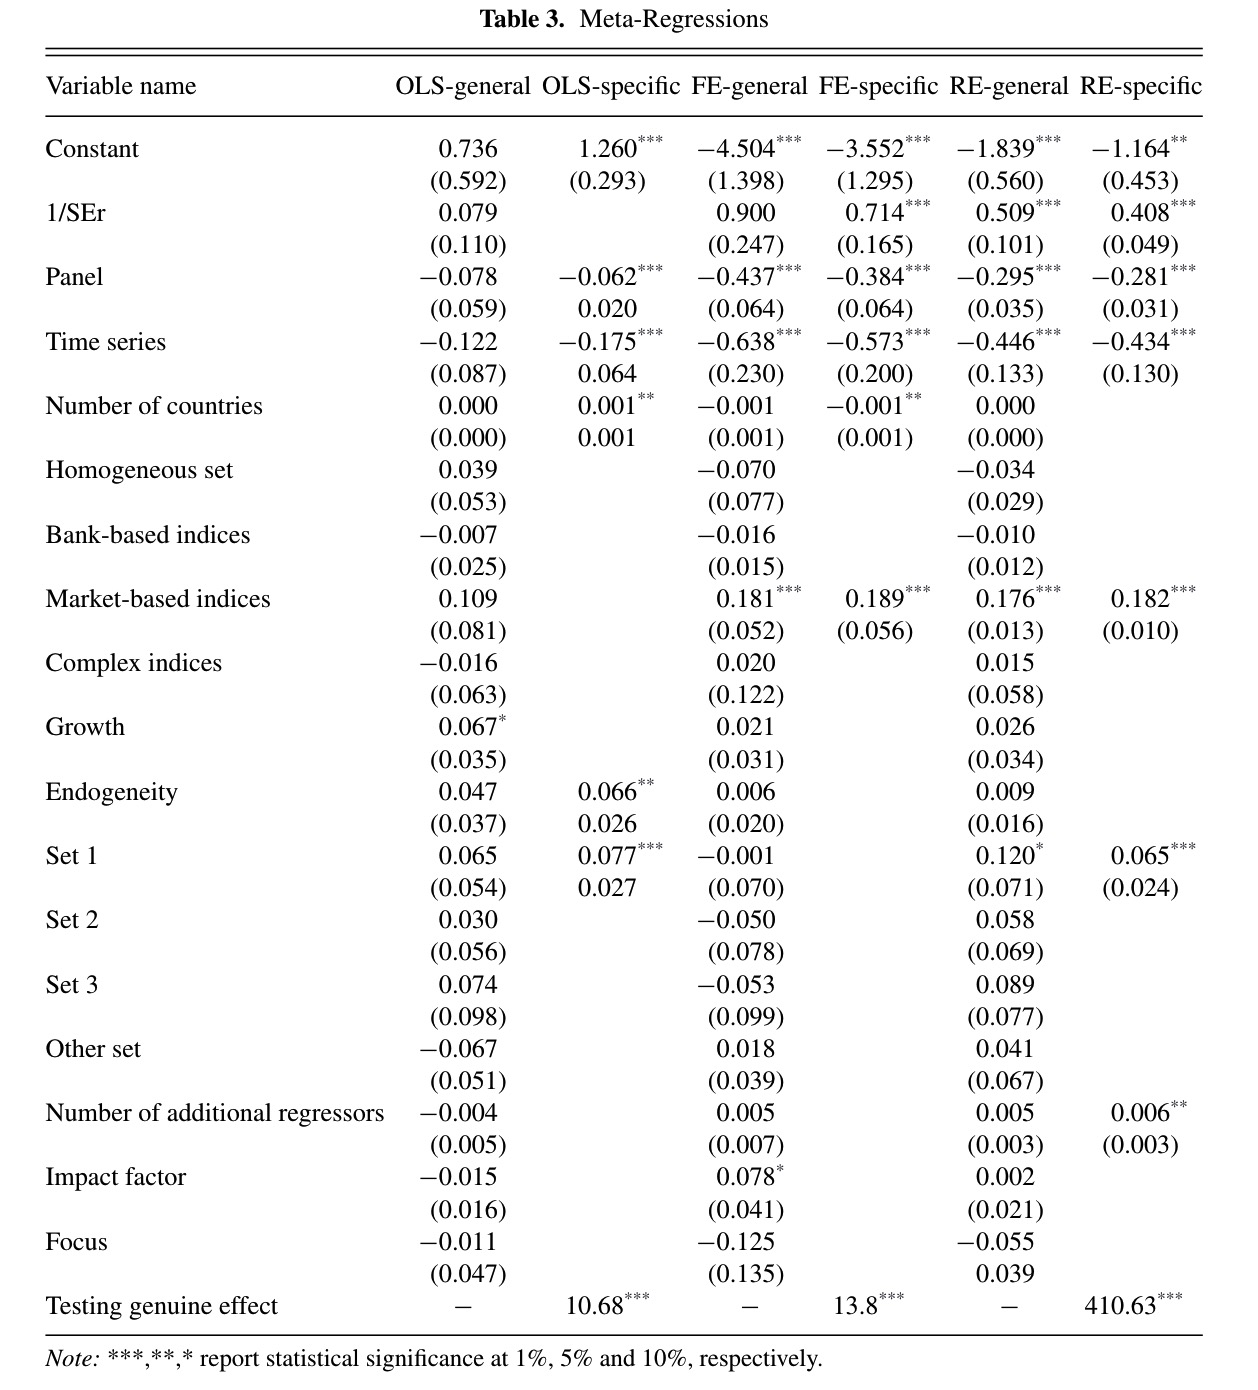 Table 3. Meta-Regressions
Variable name OLS-general OLS-specific FE-general FE-specific RE-general RE-specific
Constant 0.736 1.260*** −4.504*** −3.552*** −1.839*** −1.164**
(0.592) (0.293) (1.398) (1.295) (0.560) (0.453)
1/SEr 0.079 0.900 0.714*** 0.509*** 0.408***
(0.110) (0.247) (0.165) (0.101) (0.049)
Panel −0.078 −0.062*** −0.437*** −0.384*** −0.295*** −0.281***
(0.059) 0.020 (0.064) (0.064) (0.035) (0.031)
Time series −0.122 −0.175*** −0.638*** −0.573*** −0.446*** −0.434***
(0.087) 0.064 (0.230) (0.200) (0.133) (0.130)
Number of countries 0.000 0.001** −0.001 −0.001** 0.000
(0.000) 0.001 (0.001) (0.001) (0.000)
Homogeneous set 0.039 −0.070 −0.034
(0.053) (0.077) (0.029)
Bank-based indices −0.007 −0.016 −0.010
(0.025) (0.015) (0.012)
Market-based indices 0.109 0.181*** 0.189*** 0.176*** 0.182***
(0.081) (0.052) (0.056) (0.013) (0.010)
Complex indices −0.016 0.020 0.015
(0.063) (0.122) (0.058)
Growth 0.067* 0.021 0.026
(0.035) (0.031) (0.034)
Endogeneity 0.047 0.066** 0.006 0.009
(0.037) 0.026 (0.020) (0.016)
Set 1 0.065 0.077*** −0.001 0.120* 0.065***
(0.054) 0.027 (0.070) (0.071) (0.024)
Set 2 0.030 −0.050 0.058
(0.056) (0.078) (0.069)
Set 3 0.074 −0.053 0.089
(0.098) (0.099) (0.077)
Other set −0.067 0.018 0.041
(0.051) (0.039) (0.067)
Number of additional regressors −0.004 0.005 0.005 0.006**
(0.005) (0.007) (0.003) (0.003)
Impact factor −0.015 0.078* 0.002
(0.016) (0.041) (0.021)
Focus −0.011 −0.125 −0.055
(0.047) (0.135) 0.039
Testing genuine effect − 10.68*** − 13.8*** − 410.63***
Note: ***,**,* report statistical significance at 1%, 5% and 10%, respectively.